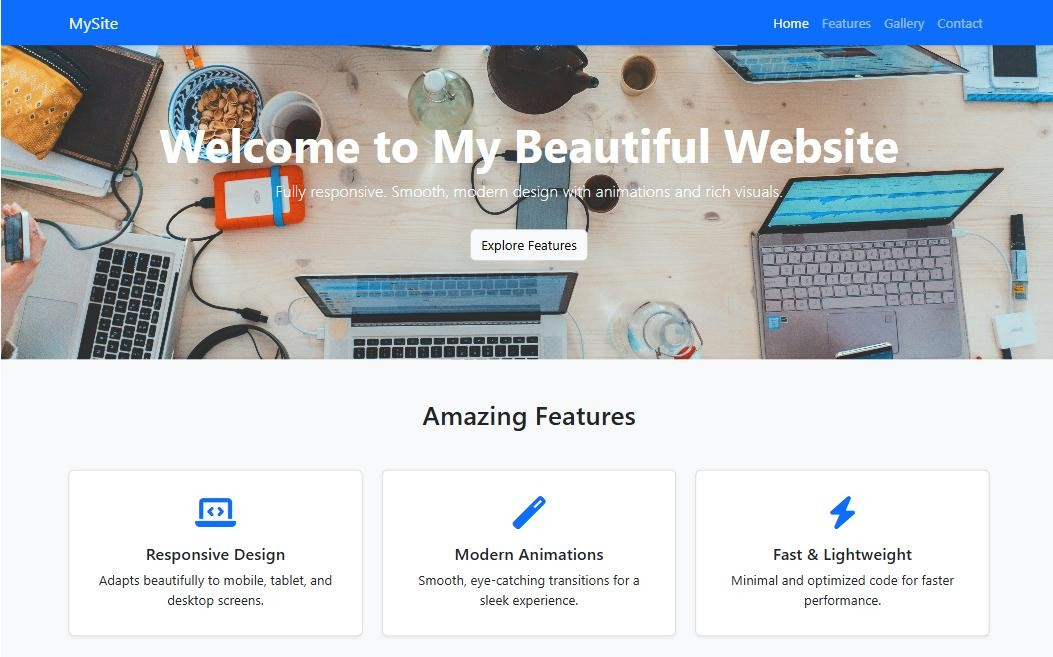 MySite
Home Features Gallery Contact
Welcome to My Beautiful Website
Fully responsive. Smooth, modern design with animations and rich visuals.
Explore Features
Amazing Features
Responsive Design
Adapts beautifully to mobile, tablet, and
desktop screens.
Modern Animations
Smooth, eye-catching transitions for a
sleek experience.
Fast & Lightweight
Minimal and optimized code for faster
performance.